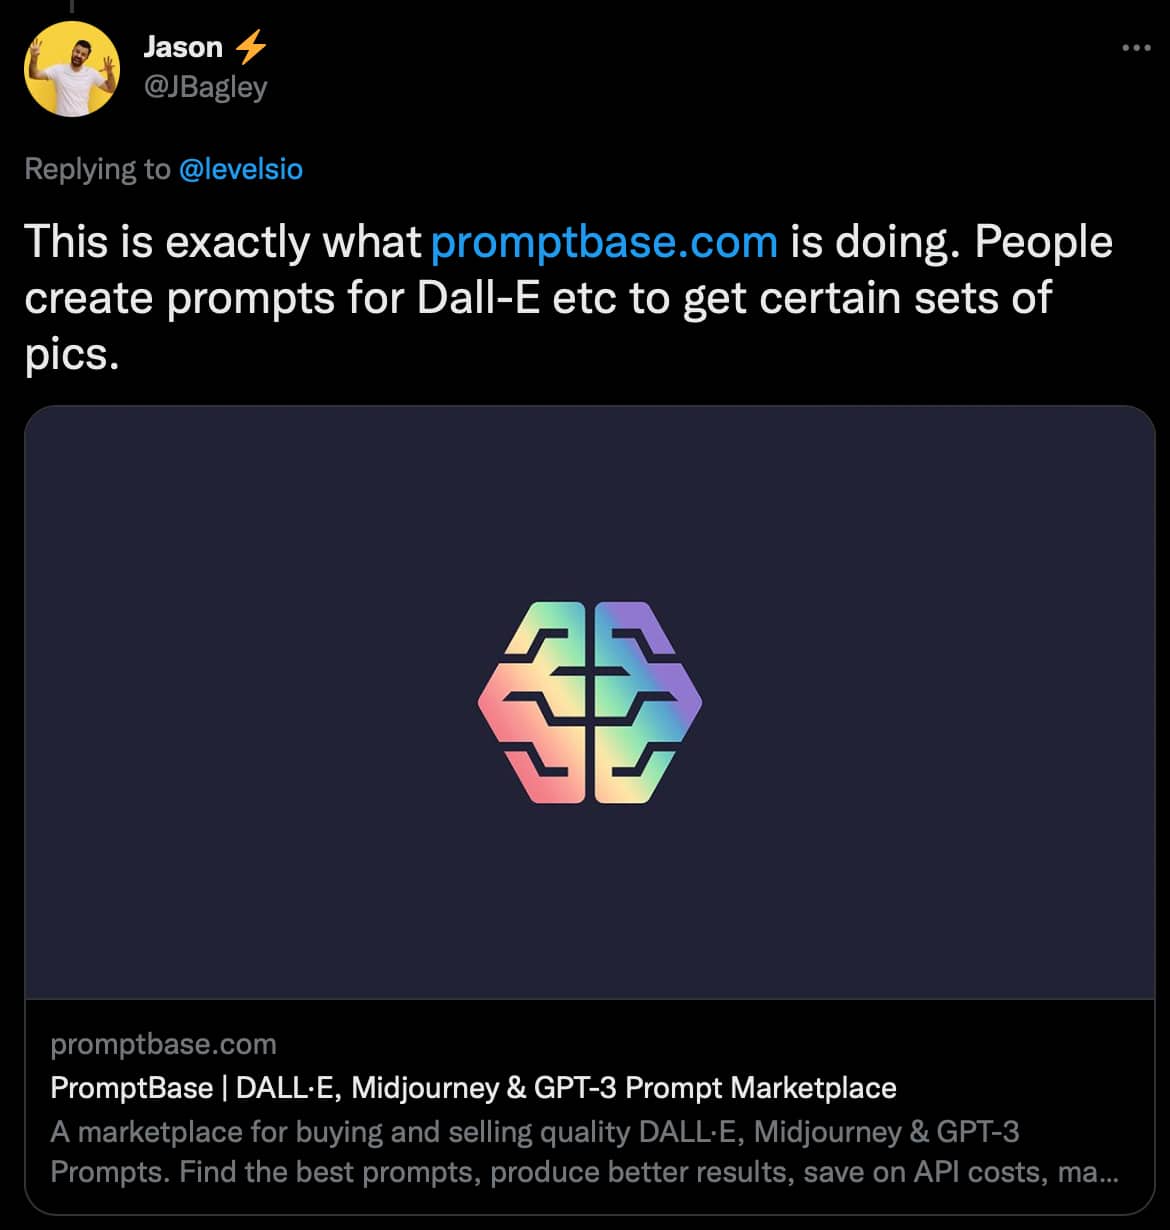 Jason ⚡
@JBagley
Replying to @levelsio
This is exactly what promptbase.com is doing. People
create prompts for Dall-E etc to get certain sets of
pics.
promptbase.com
PromptBase | DALL·E, Midjourney & GPT-3 Prompt Marketplace
A marketplace for buying and selling quality DALL·E, Midjourney & GPT-3
Prompts. Find the best prompts, produce better results, save on API costs, ma...